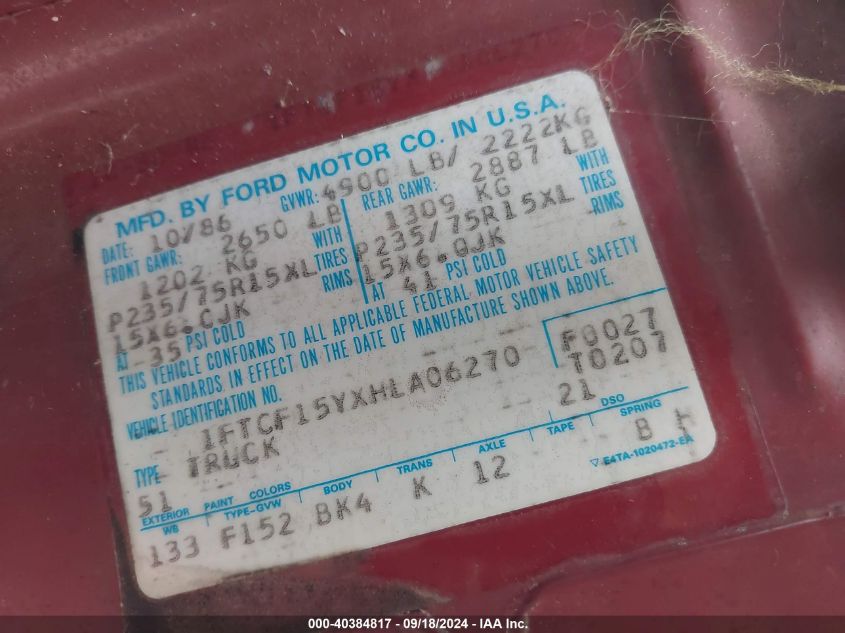 MFD. BY FORD MOTOR CO. IN U.S.A.
DATE: 10/86 GVWR: 4900 LB/ 2222KG
FRONT GAWR: 2650 LB REAR GAWR: 2887 LB
1202 KG WITH 1309 KG WITH
P235/75R15XL TIRES P235/75R15XL TIRES
15X6.0JK RIMS 15X6.0JK RIMS
AT 35 PSI COLD AT 41 PSI COLD
THIS VEHICLE CONFORMS TO ALL APPLICABLE FEDERAL MOTOR VEHICLE SAFETY
STANDARDS IN EFFECT ON THE DATE OF MANUFACTURE SHOWN ABOVE.
VEHICLE IDENTIFICATION NO. F0027
1FTCF15YXHLA06270 T0207
TYPE TRUCK 21
51 DSO
EXTERIOR PAINT COLORS
WB TYPE-GVW BODY TRANS AXLE TAPE SPRING
133 F152 BK4 K 12 B H
▽ E4TA-1020472-EA
000-40384817 - 09/18/2024 - IAA Inc.